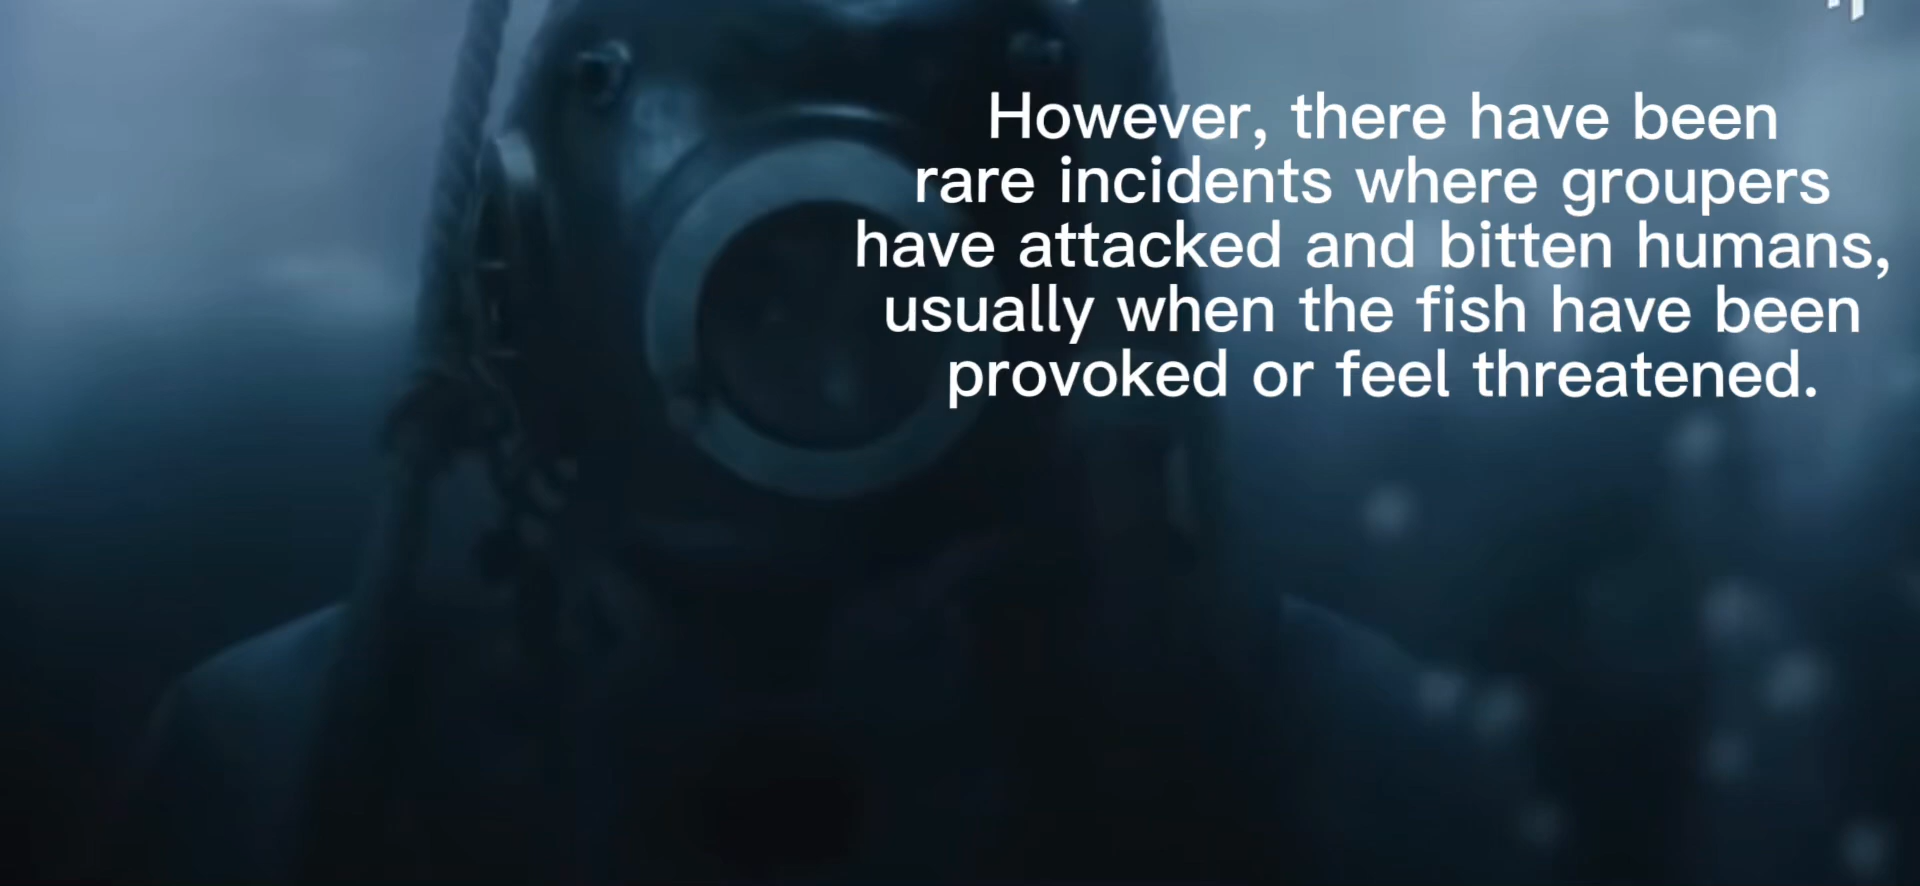 However, there have been
rare incidents where groupers
have attacked and bitten humans,
usually when the fish have been
provoked or feel threatened.